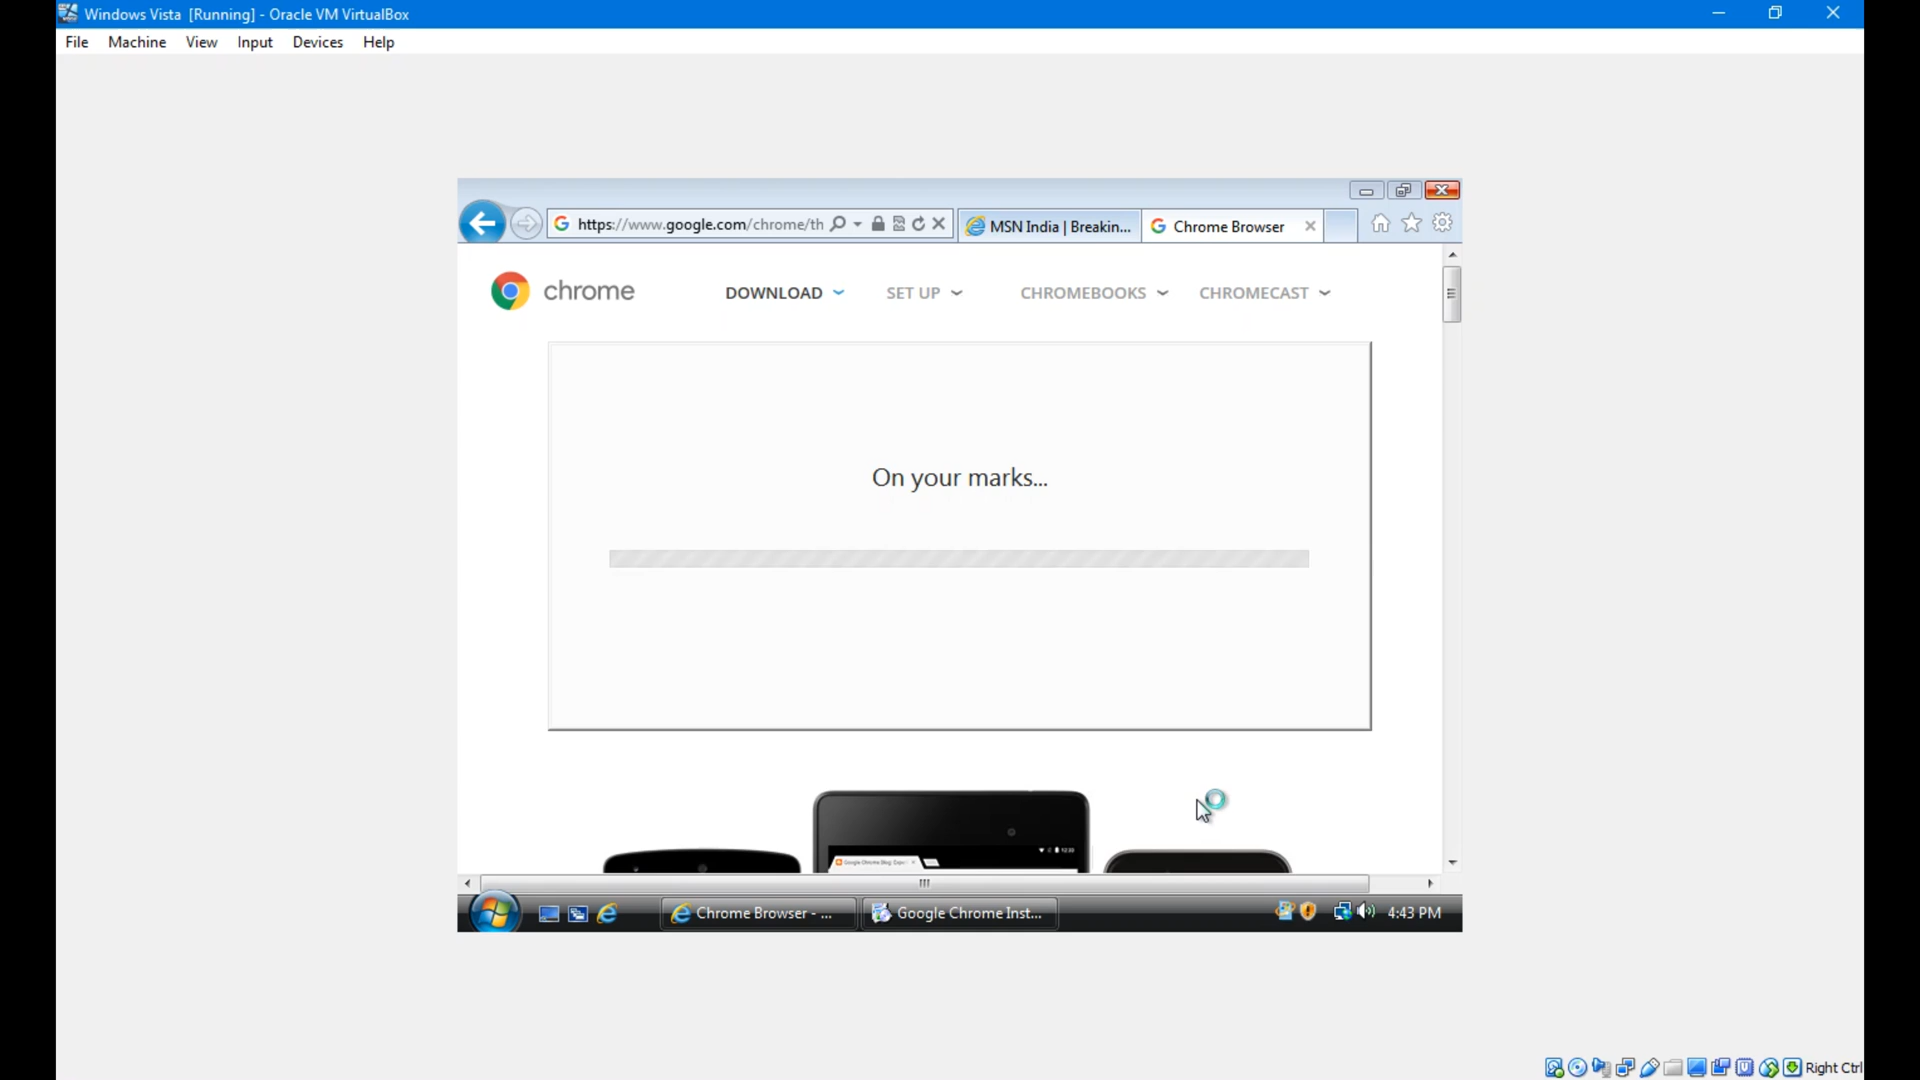 Windows Vista [Running] - Oracle VM VirtualBox
File Machine View Input Devices Help
https://www.google.com/chrome/th
MSN India | Breakin...
Chrome Browser
chrome
DOWNLOAD
SET UP
CHROMEBOOKS
CHROMECAST
On your marks...
Chrome Browser - ...
Google Chrome Inst...
4:43 PM
Right Ctrl